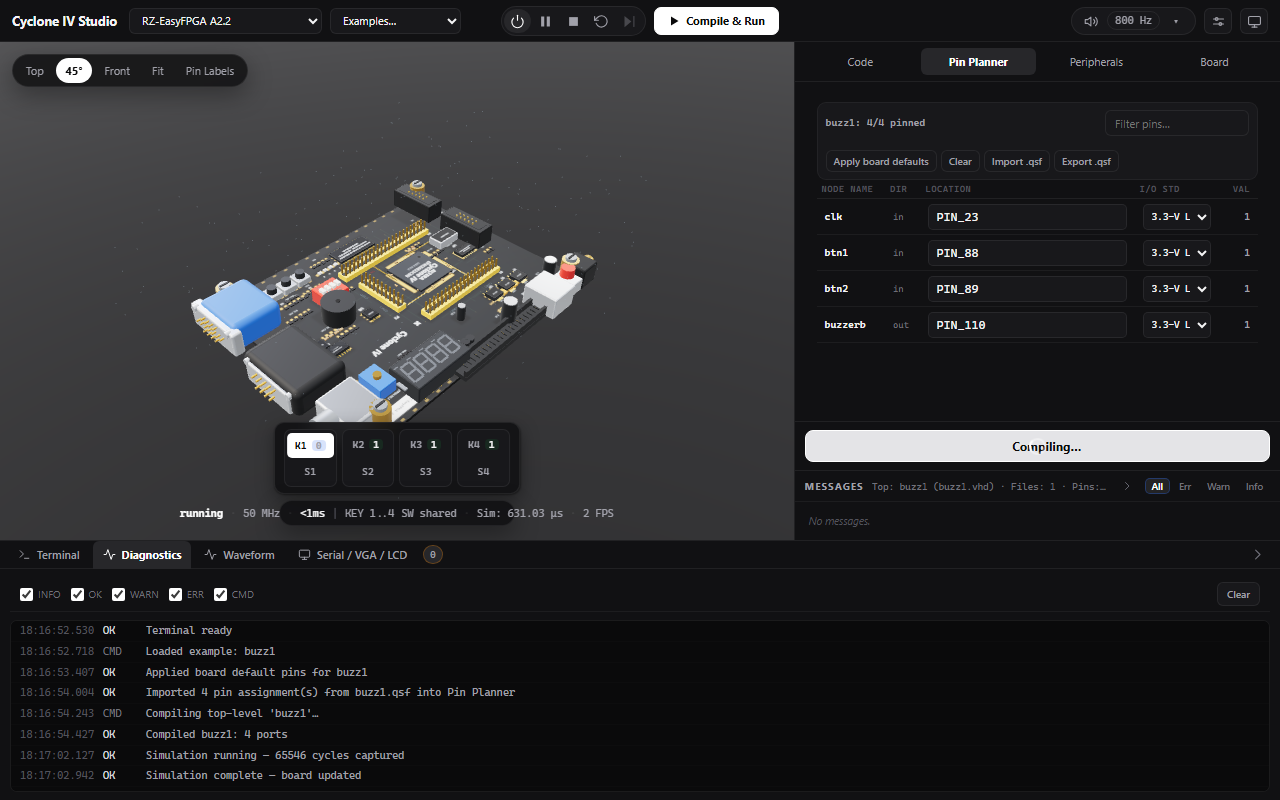 Cyclone IV Studio RZ-EasyFPGA A2.2 Examples... Compile & Run 800 Hz
Top 45° Front Fit Pin Labels
Code Pin Planner Peripherals Board
buzz1: 4/4 pinned Filter pins...
Apply board defaults Clear Import .qsf Export .qsf
NODE NAME DIR LOCATION I/O STD VAL
clk in PIN_23 3.3-V L 1
btn1 in PIN_88 3.3-V L 1
btn2 in PIN_89 3.3-V L 1
buzzerb out PIN_110 3.3-V L 1
Cyclone IV
8888
K1 0 K2 1 K3 1 K4 1
S1 S2 S3 S4
running · 50 MHz · <1ms | KEY 1..4 SW shared · Sim: 631.03 µs · 2 FPS
Compiling...
MESSAGES Top: buzz1 (buzz1.vhd) · Files: 1 · Pins:… All Err Warn Info
No messages.
Terminal Diagnostics Waveform Serial / VGA / LCD 0
INFO OK WARN ERR CMD Clear
18:16:52.530 OK Terminal ready
18:16:52.718 CMD Loaded example: buzz1
18:16:53.407 OK Applied board default pins for buzz1
18:16:54.004 OK Imported 4 pin assignment(s) from buzz1.qsf into Pin Planner
18:16:54.243 CMD Compiling top-level 'buzz1'…
18:16:54.427 OK Compiled buzz1: 4 ports
18:17:02.127 OK Simulation running — 65546 cycles captured
18:17:02.942 OK Simulation complete — board updated